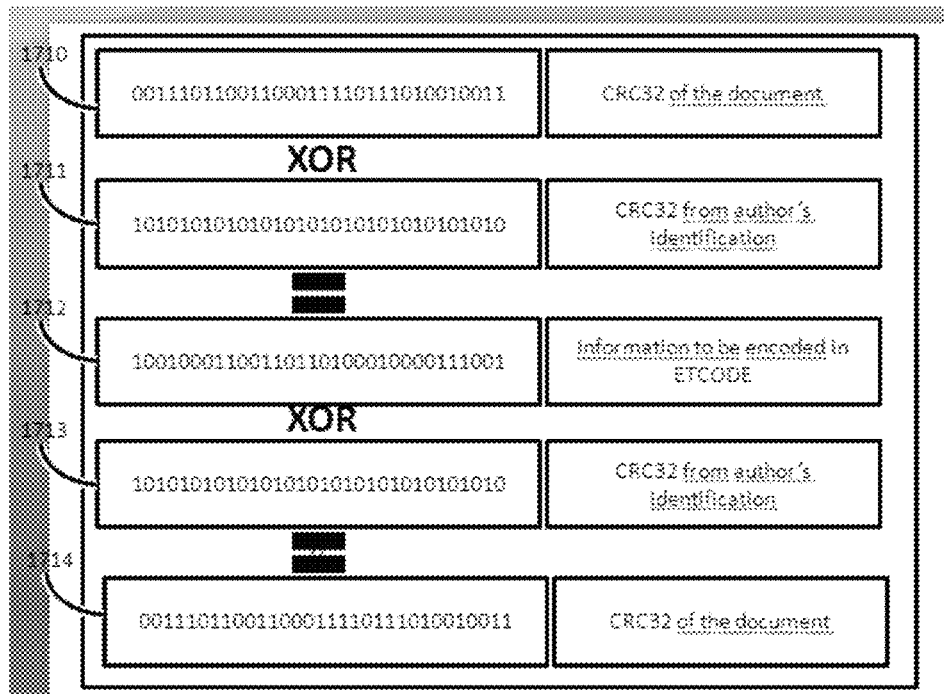 1710
00111011001100011110111010010011 CRC32 of the document
XOR
1711
10101010101010101010101010101010 CRC32 from author´s
identification
1712
10010001100110110100010000111001 Information to be encoded in
ETCODE
XOR
1713
10101010101010101010101010101010 CRC32 from author´s
identification
1714
00111011001100011110111010010011 CRC32 of the document